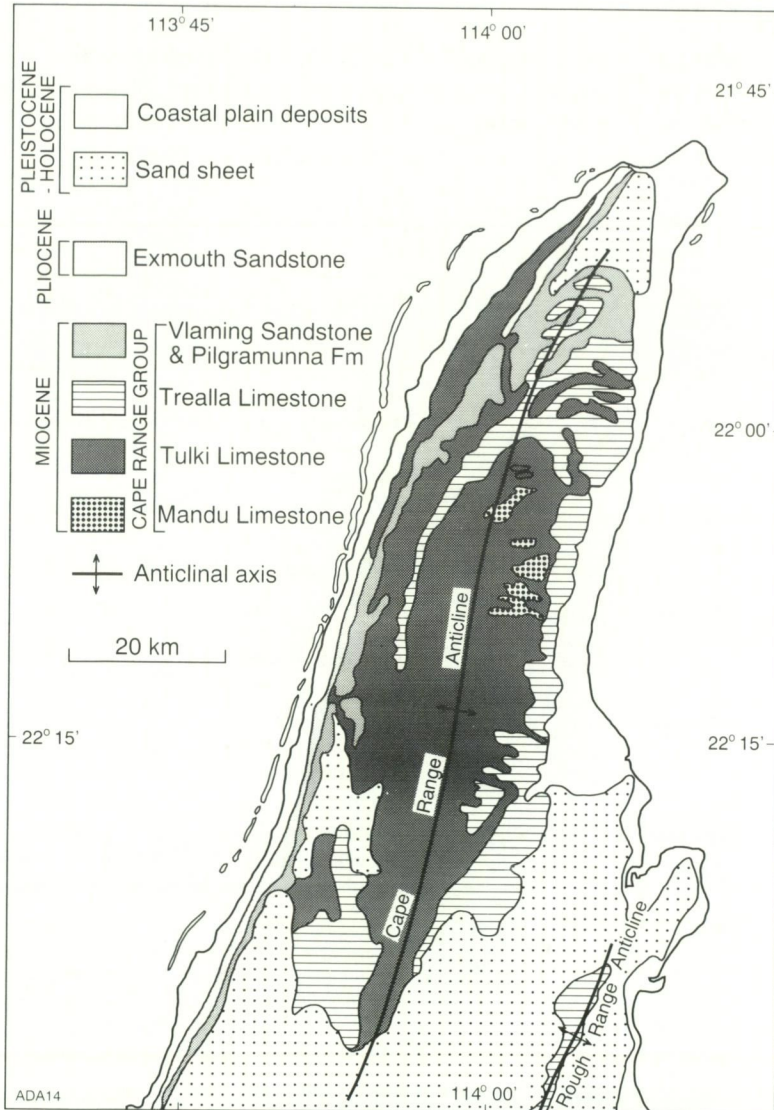 113° 45'
114° 00'
21° 45'
PLEISTOCENE
- HOLOCENE
Coastal plain deposits
Sand sheet
PLIOCENE
Exmouth Sandstone
MIOCENE
CAPE RANGE GROUP
Vlaming Sandstone
& Pilgramunna Fm
Trealla Limestone
Tulki Limestone
Mandu Limestone
Anticlinal axis
20 km
22° 00'
Anticline
Range
Cape
22° 15'
22° 15'
Rough Range Anticline
114° 00'
ADA14